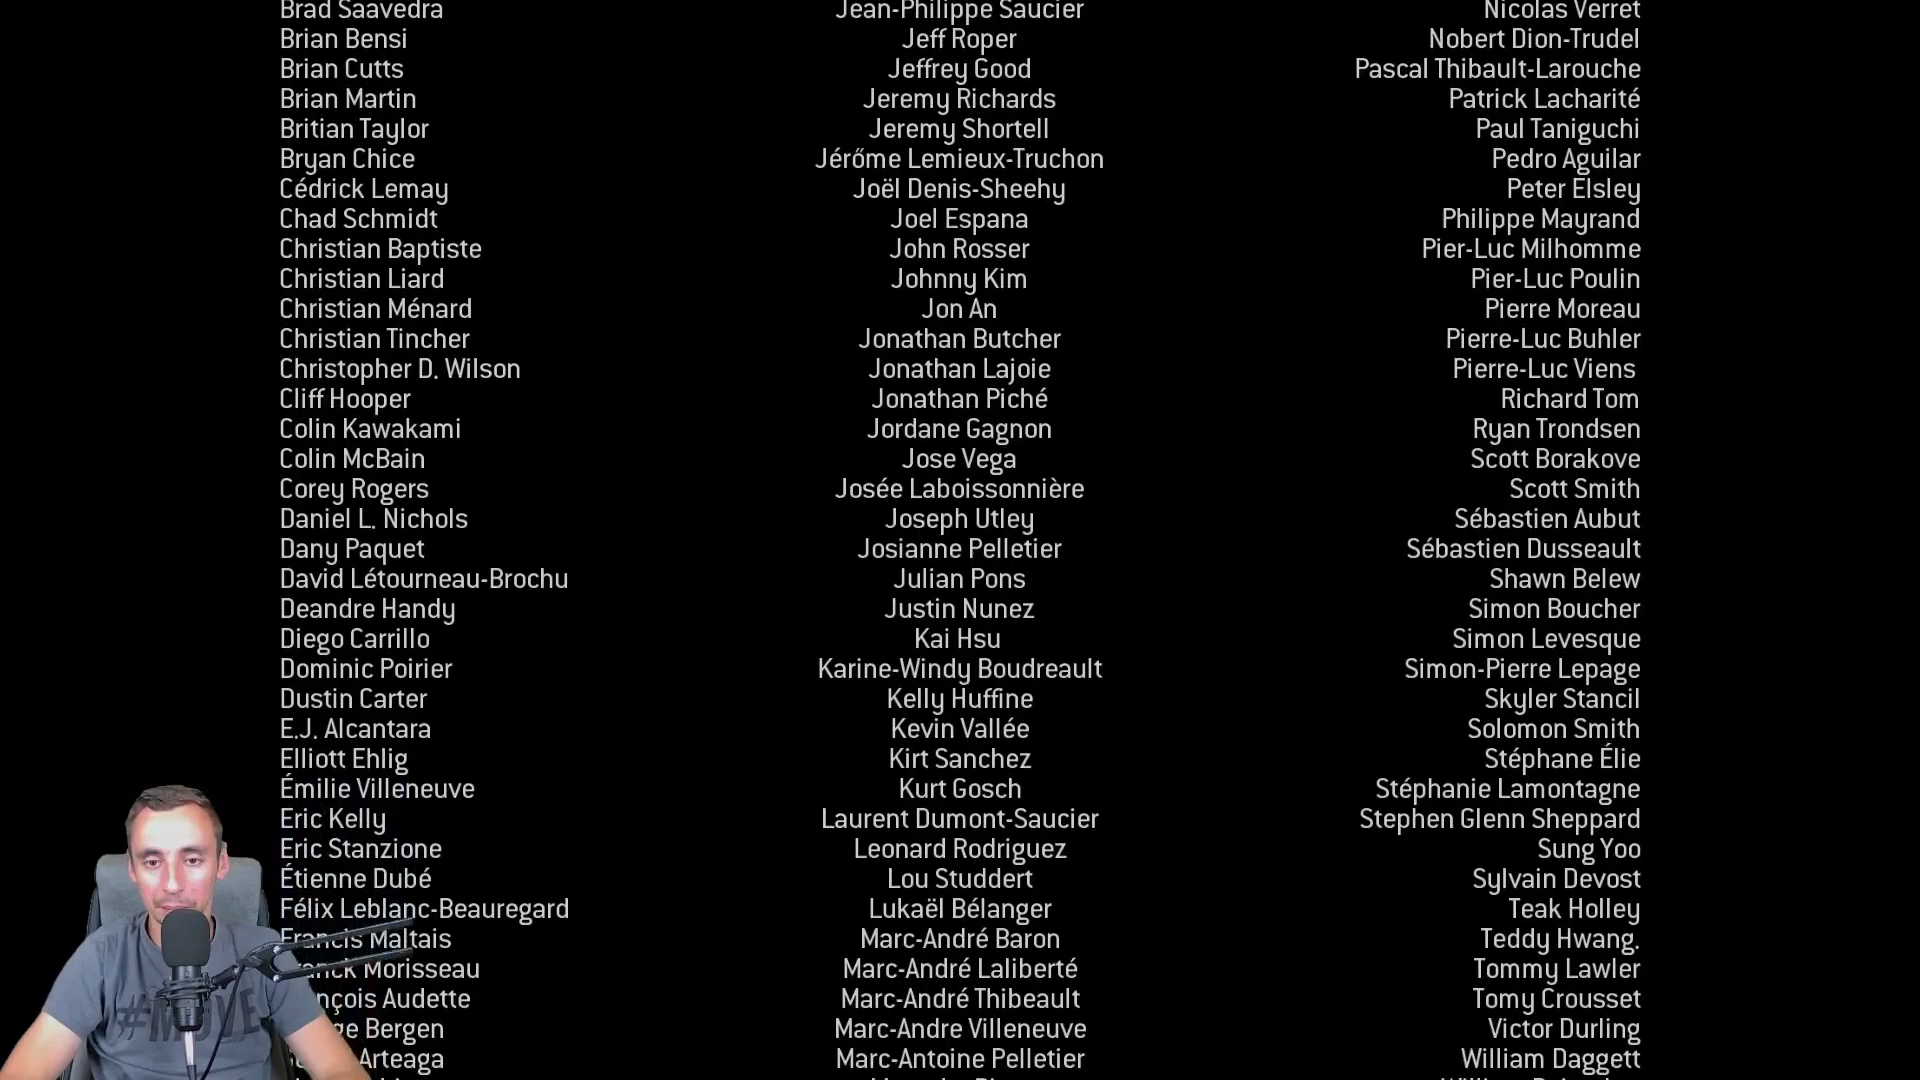 Brad Saavedra
Brian Bensi
Brian Cutts
Brian Martin
Britian Taylor
Bryan Chice
Cédrick Lemay
Chad Schmidt
Christian Baptiste
Christian Liard
Christian Ménard
Christian Tincher
Christopher D. Wilson
Cliff Hooper
Colin Kawakami
Colin McBain
Corey Rogers
Daniel L. Nichols
Dany Paquet
David Létourneau-Brochu
Deandre Handy
Diego Carrillo
Dominic Poirier
Dustin Carter
E.J. Alcantara
Elliott Ehlig
Émilie Villeneuve
Eric Kelly
Eric Stanzione
Étienne Dubé
Félix Leblanc-Beauregard
Francis Maltais
Morisseau
Audette
Bergen
Arteaga
#MOVE
Jean-Philippe Saucier
Jeff Roper
Jeffrey Good
Jeremy Richards
Jeremy Shortell
Jérőme Lemieux-Truchon
Joël Denis-Sheehy
Joel Espana
John Rosser
Johnny Kim
Jon An
Jonathan Butcher
Jonathan Lajoie
Jonathan Piché
Jordane Gagnon
Jose Vega
Josée Laboissonnière
Joseph Utley
Josianne Pelletier
Julian Pons
Justin Nunez
Kai Hsu
Karine-Windy Boudreault
Kelly Huffine
Kevin Vallée
Kirt Sanchez
Kurt Gosch
Laurent Dumont-Saucier
Leonard Rodriguez
Lou Studdert
Lukaël Bélanger
Marc-André Baron
Marc-André Laliberté
Marc-André Thibeault
Marc-Andre Villeneuve
Marc-Antoine Pelletier
Nicolas Verret
Nobert Dion-Trudel
Pascal Thibault-Larouche
Patrick Lacharité
Paul Taniguchi
Pedro Aguilar
Peter Elsley
Philippe Mayrand
Pier-Luc Milhomme
Pier-Luc Poulin
Pierre Moreau
Pierre-Luc Buhler
Pierre-Luc Viens
Richard Tom
Ryan Trondsen
Scott Borakove
Scott Smith
Sébastien Aubut
Sébastien Dusseault
Shawn Belew
Simon Boucher
Simon Levesque
Simon-Pierre Lepage
Skyler Stancil
Solomon Smith
Stéphane Élie
Stéphanie Lamontagne
Stephen Glenn Sheppard
Sung Yoo
Sylvain Devost
Teak Holley
Teddy Hwang.
Tommy Lawler
Tomy Crousset
Victor Durling
William Daggett